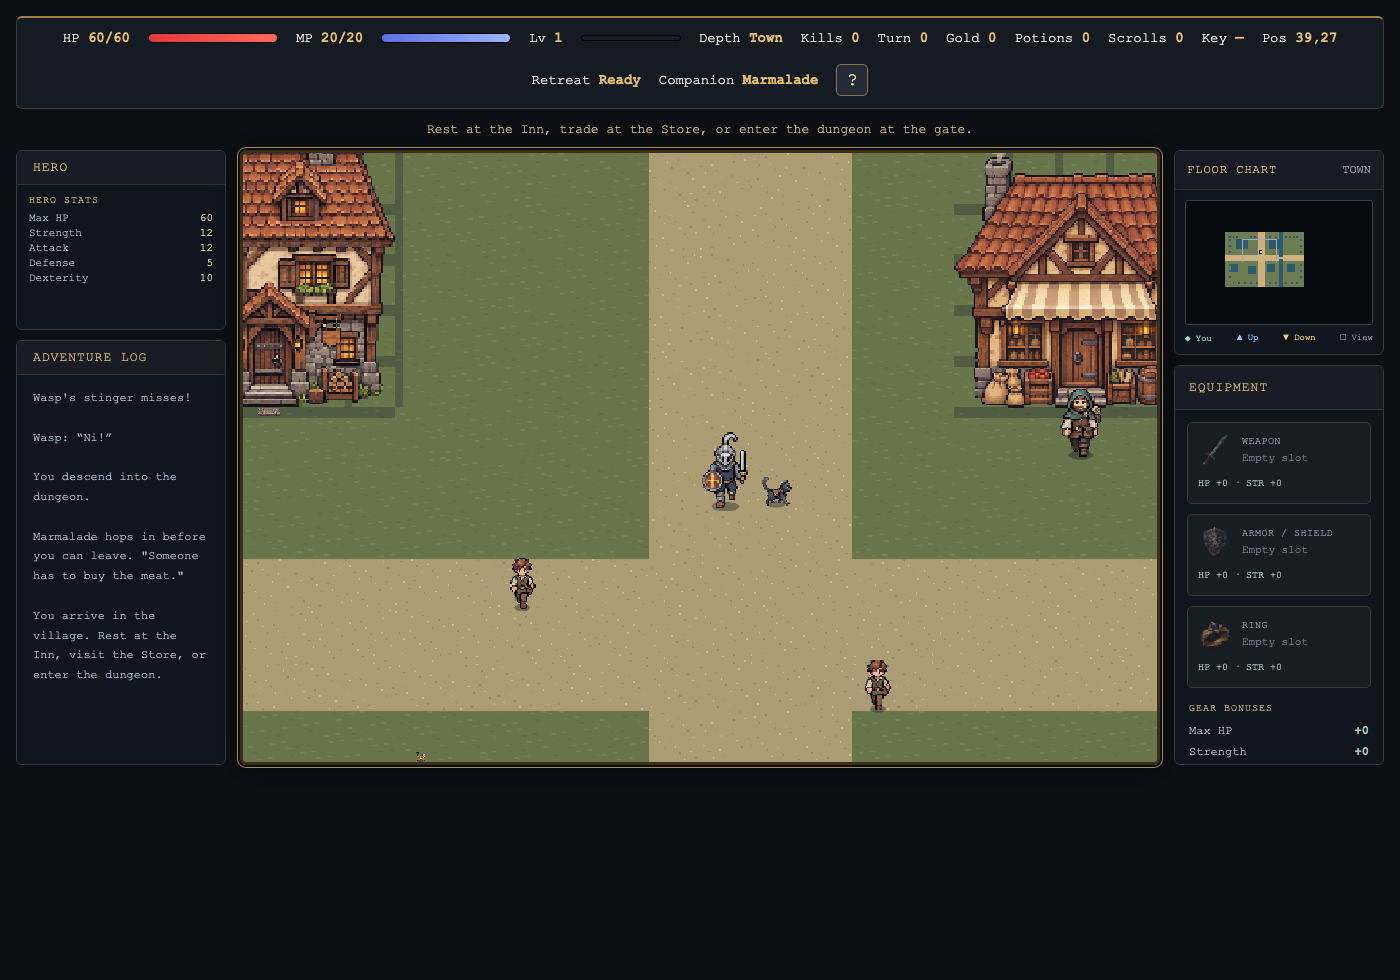 HP 60/60 MP 20/20 Lv 1 Depth Town Kills 0 Turn 0 Gold 0 Potions 0 Scrolls 0 Key — Pos 39,27
Retreat Ready Companion Marmalade ?
Rest at the Inn, trade at the Store, or enter the dungeon at the gate.
HERO
HERO STATS
Max HP 60
Strength 12
Attack 12
Defense 5
Dexterity 10
ADVENTURE LOG
Wasp's stinger misses!
Wasp: “Ni!”
You descend into the
dungeon.
Marmalade hops in before
you can leave. "Someone
has to buy the meat."
You arrive in the
village. Rest at the
Inn, visit the Store, or
enter the dungeon.
FLOOR CHART TOWN
◆ You ▲ Up ▼ Down □ View
EQUIPMENT
WEAPON
Empty slot
HP +0 · STR +0
ARMOR / SHIELD
Empty slot
HP +0 · STR +0
RING
Empty slot
HP +0 · STR +0
GEAR BONUSES
Max HP +0
Strength +0